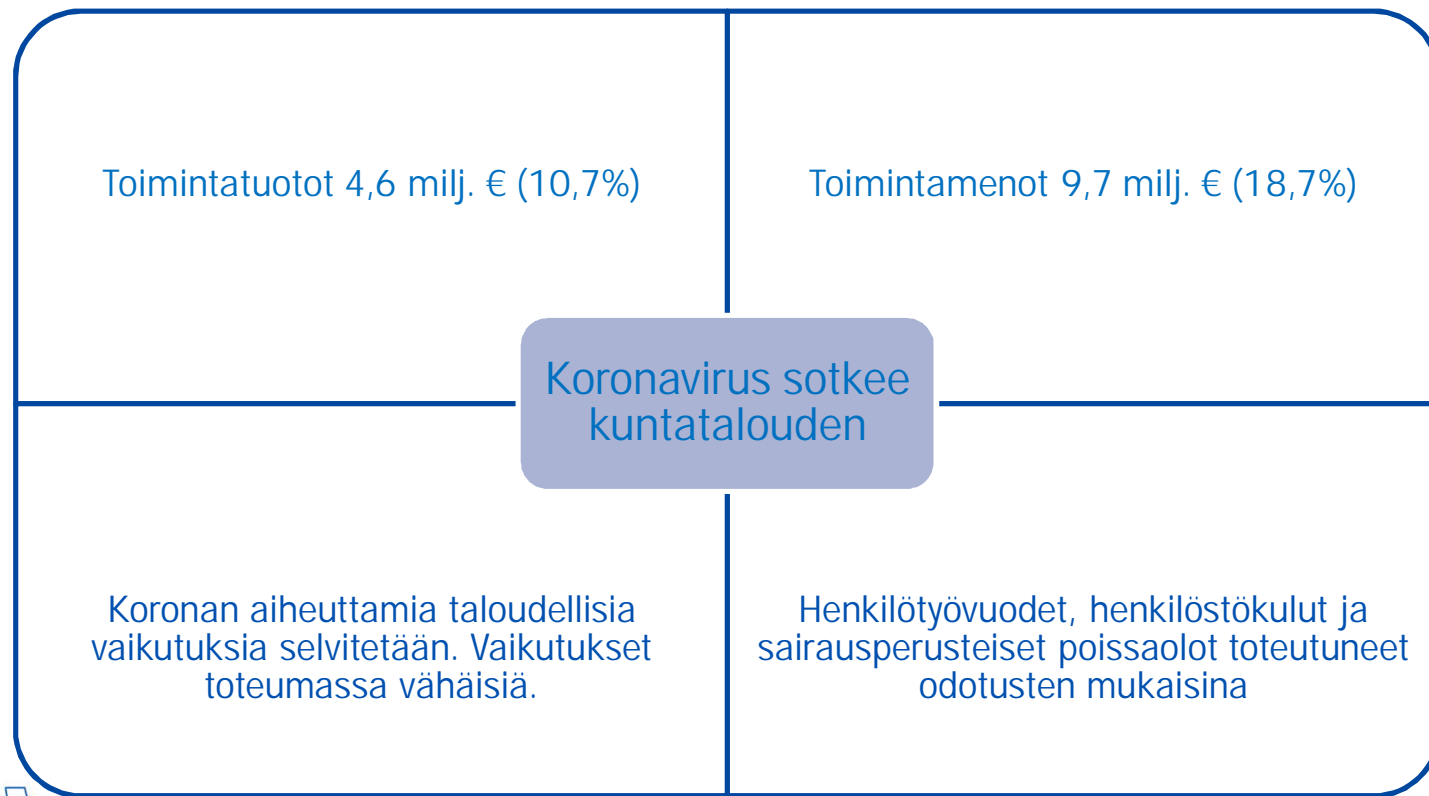 Toimintatuotot 4,6 milj. € (10,7%)
Toimintamenot 9,7 milj. € (18,7%)
Koronavirus sotkee
kuntatalouden
Koronan aiheuttamia taloudellisia
vaikutuksia selvitetään. Vaikutukset
toteumassa vähäisiä.
Henkilötyövuodet, henkilöstökulut ja
sairausperusteiset poissaolot toteutuneet
odotusten mukaisina